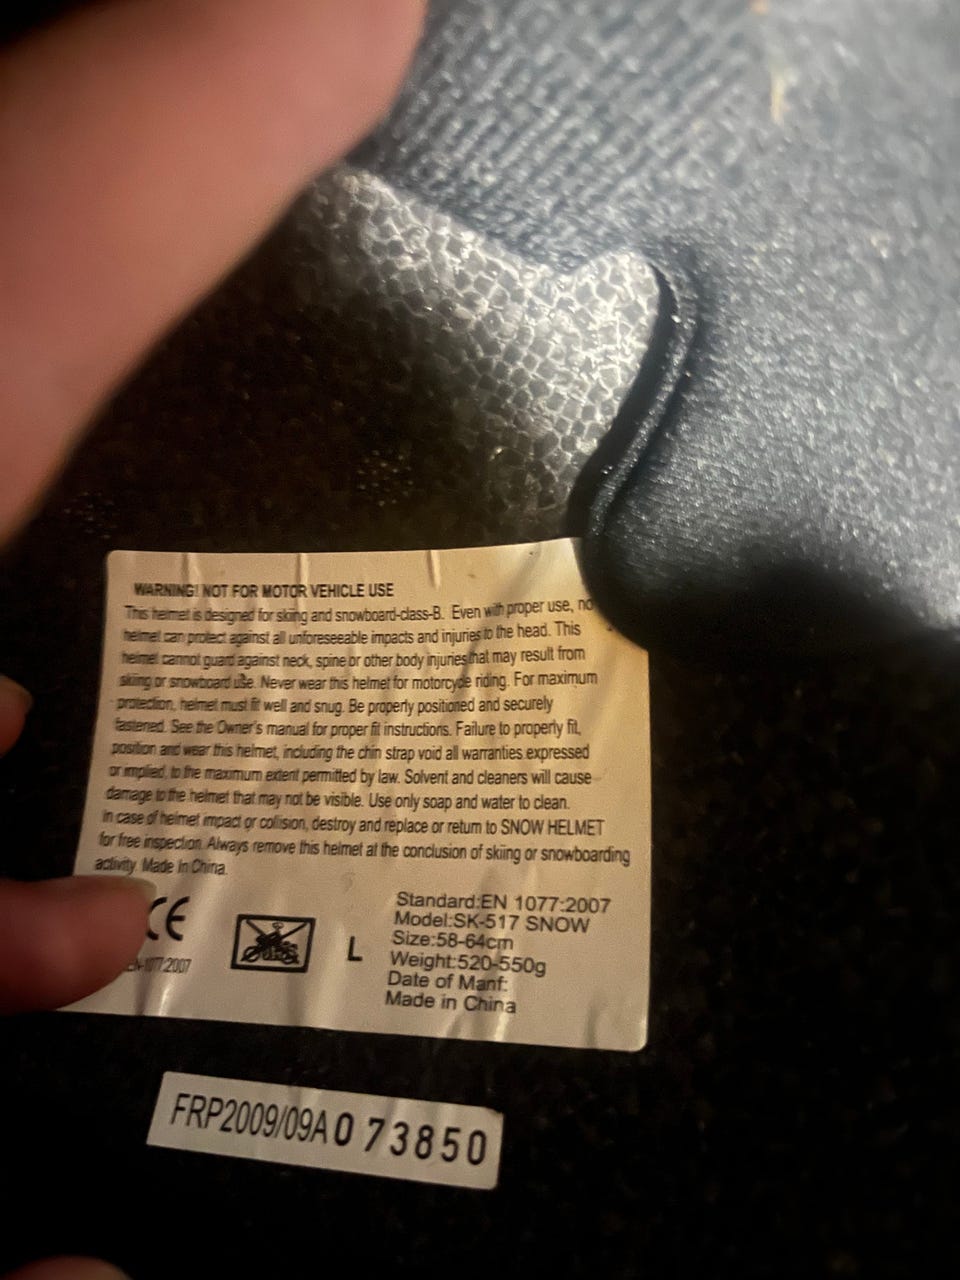 WARNING! NOT FOR MOTOR VEHICLE USE
This helmet is designed for skiing and snowboard-class-B. Even with proper use, no
helmet can protect against all unforeseeable impacts and injuries to the head. This
helmet cannot guard against neck, spine or other body injuries that may result from
skiing or snowboard use. Never wear this helmet for motorcycle riding. For maximum
protection, helmet must fit well and snug. Be properly positioned and securely
fastened. See the Owner's manual for proper fit instructions. Failure to properly fit,
position and wear this helmet, including the chin strap void all warranties expressed
or implied, to the maximum extent permitted by law. Solvent and cleaners will cause
damage to the helmet that may not be visible. Use only soap and water to clean.
In case of helmet impact or collision, destroy and replace or return to SNOW HELMET
for free inspection. Always remove this helmet at the conclusion of skiing or snowboarding
activity. Made In China.
CE
EN-1077:2007
L
Standard:EN 1077:2007
Model:SK-517 SNOW
Size:58-64cm
Weight:520-550g
Date of Manf:
Made in China
FRP2009/09A073850